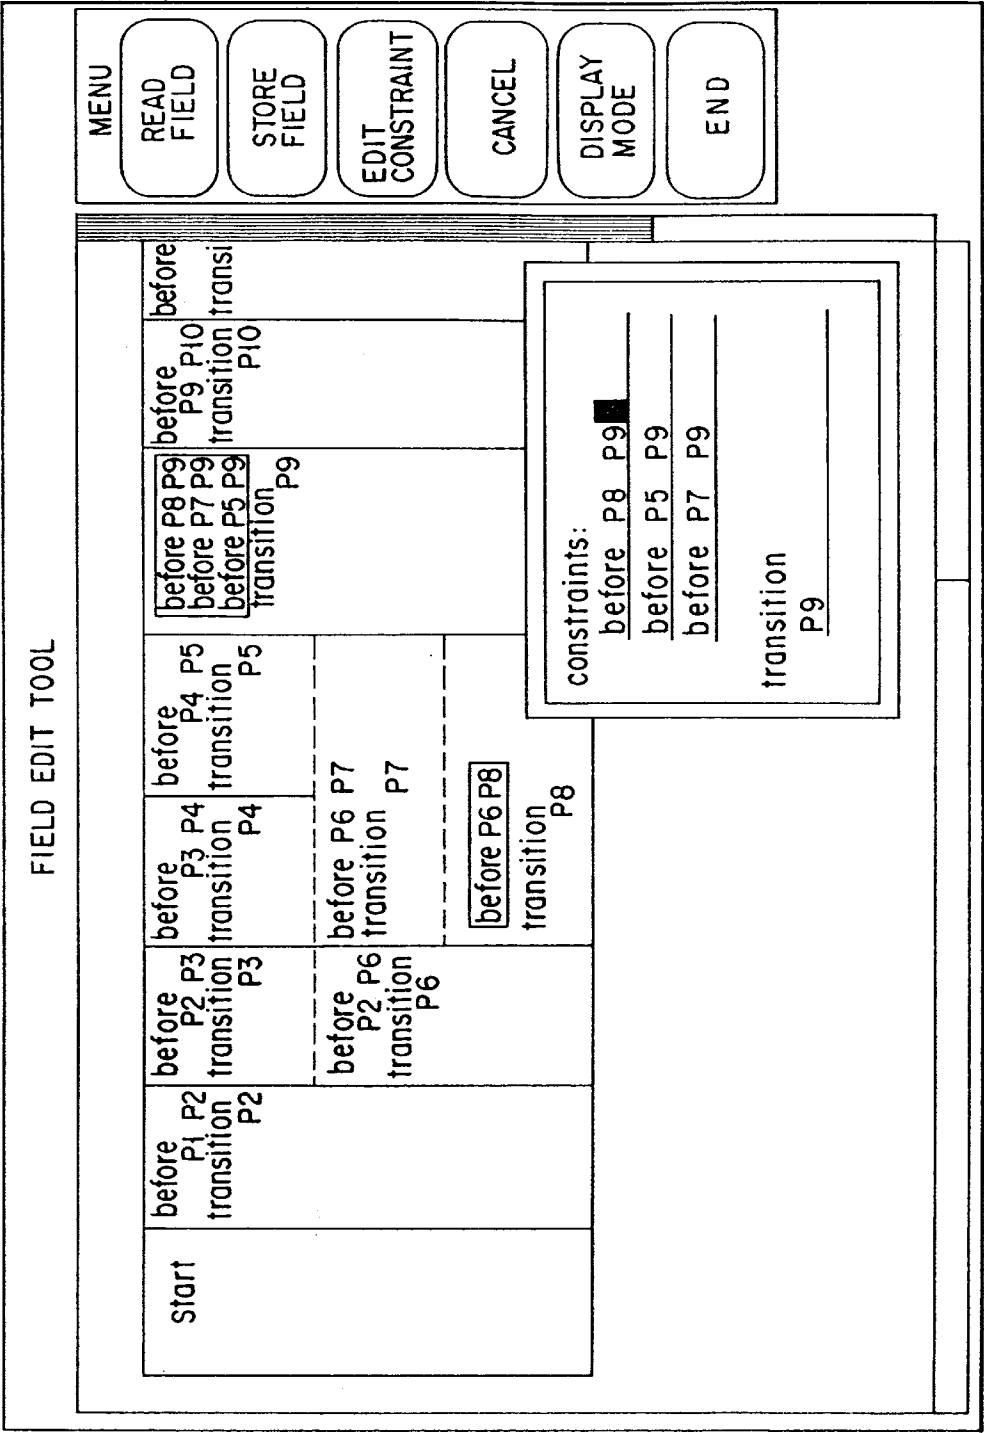 FIELD EDIT TOOL
Start
before
P1 P2
transition
P2
before
P2 P3
transition
P3
before
P2 P6
transition
P6
before
P3 P4
transition
P4
before
P4 P5
transition
P5
before P6 P7
transition
P7
before P6 P8
transition
P8
before P8 P9
before P7 P9
before P5 P9
transition
P9
before
P9 P10
transition
P10
before
transi
constraints:
before P8 P9
before P5 P9
before P7 P9
transition
P9
MENU
READ
FIELD
STORE
FIELD
EDIT
CONSTRAINT
CANCEL
DISPLAY
MODE
END